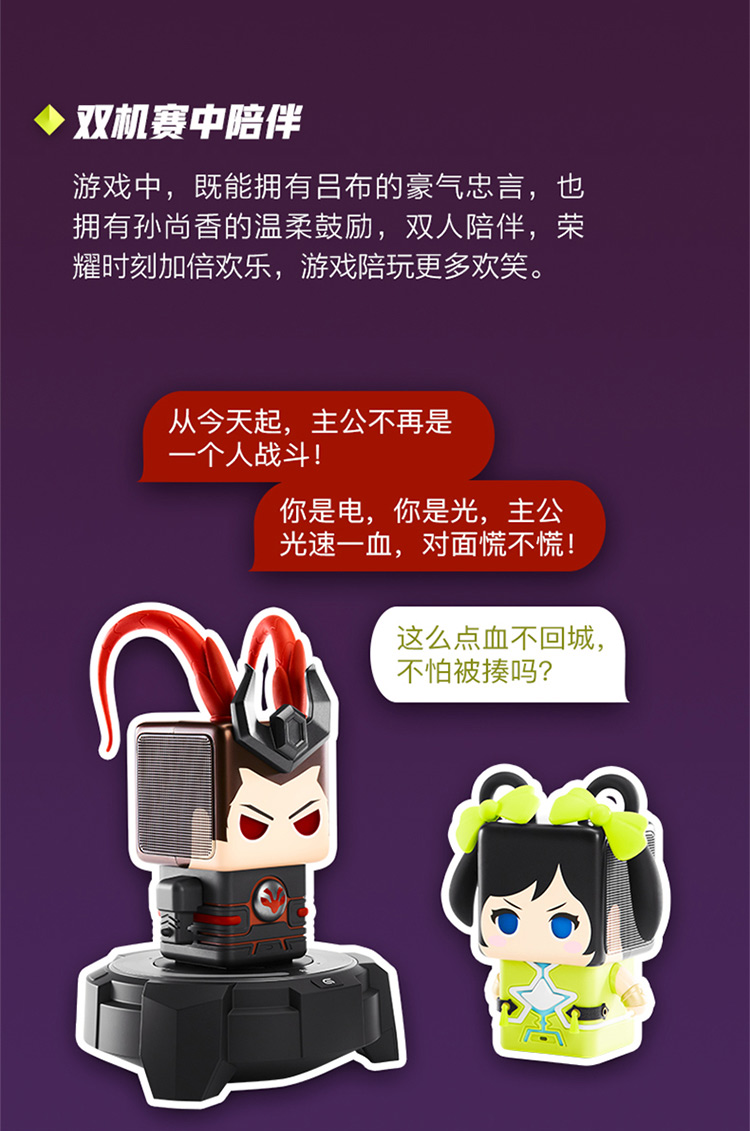 双机赛中陪伴
游戏中，既能拥有吕布的豪气忠言，也
拥有孙尚香的温柔鼓励，双人陪伴，荣
耀时刻加倍欢乐，游戏陪玩更多欢笑。
从今天起，主公不再是
一个人战斗！
你是电，你是光，主公
光速一血，对面慌不慌！
这么点血不回城，
不怕被揍吗？